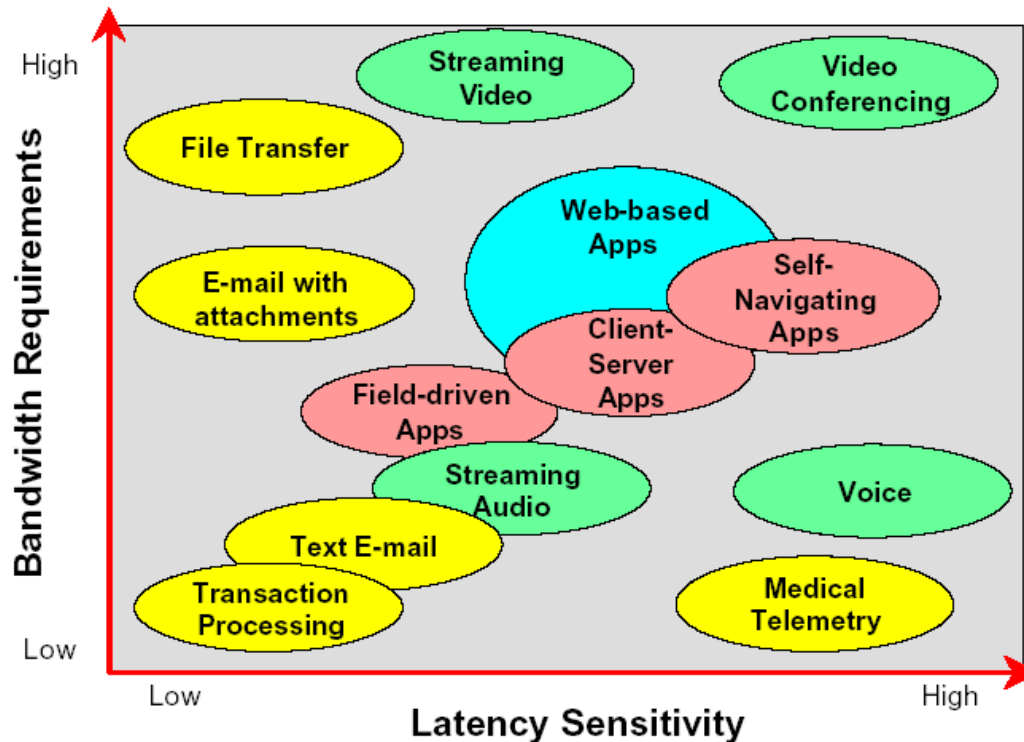 High
Streaming
Video
Video
Conferencing
File Transfer
Web-based
Apps
Self-
Navigating
Apps
E-mail with
attachments
Client-
Server
Apps
Field-driven
Apps
Streaming
Audio
Voice
Text E-mail
Transaction
Processing
Medical
Telemetry
Bandwidth Requirements
Low
Low
High
Latency Sensitivity